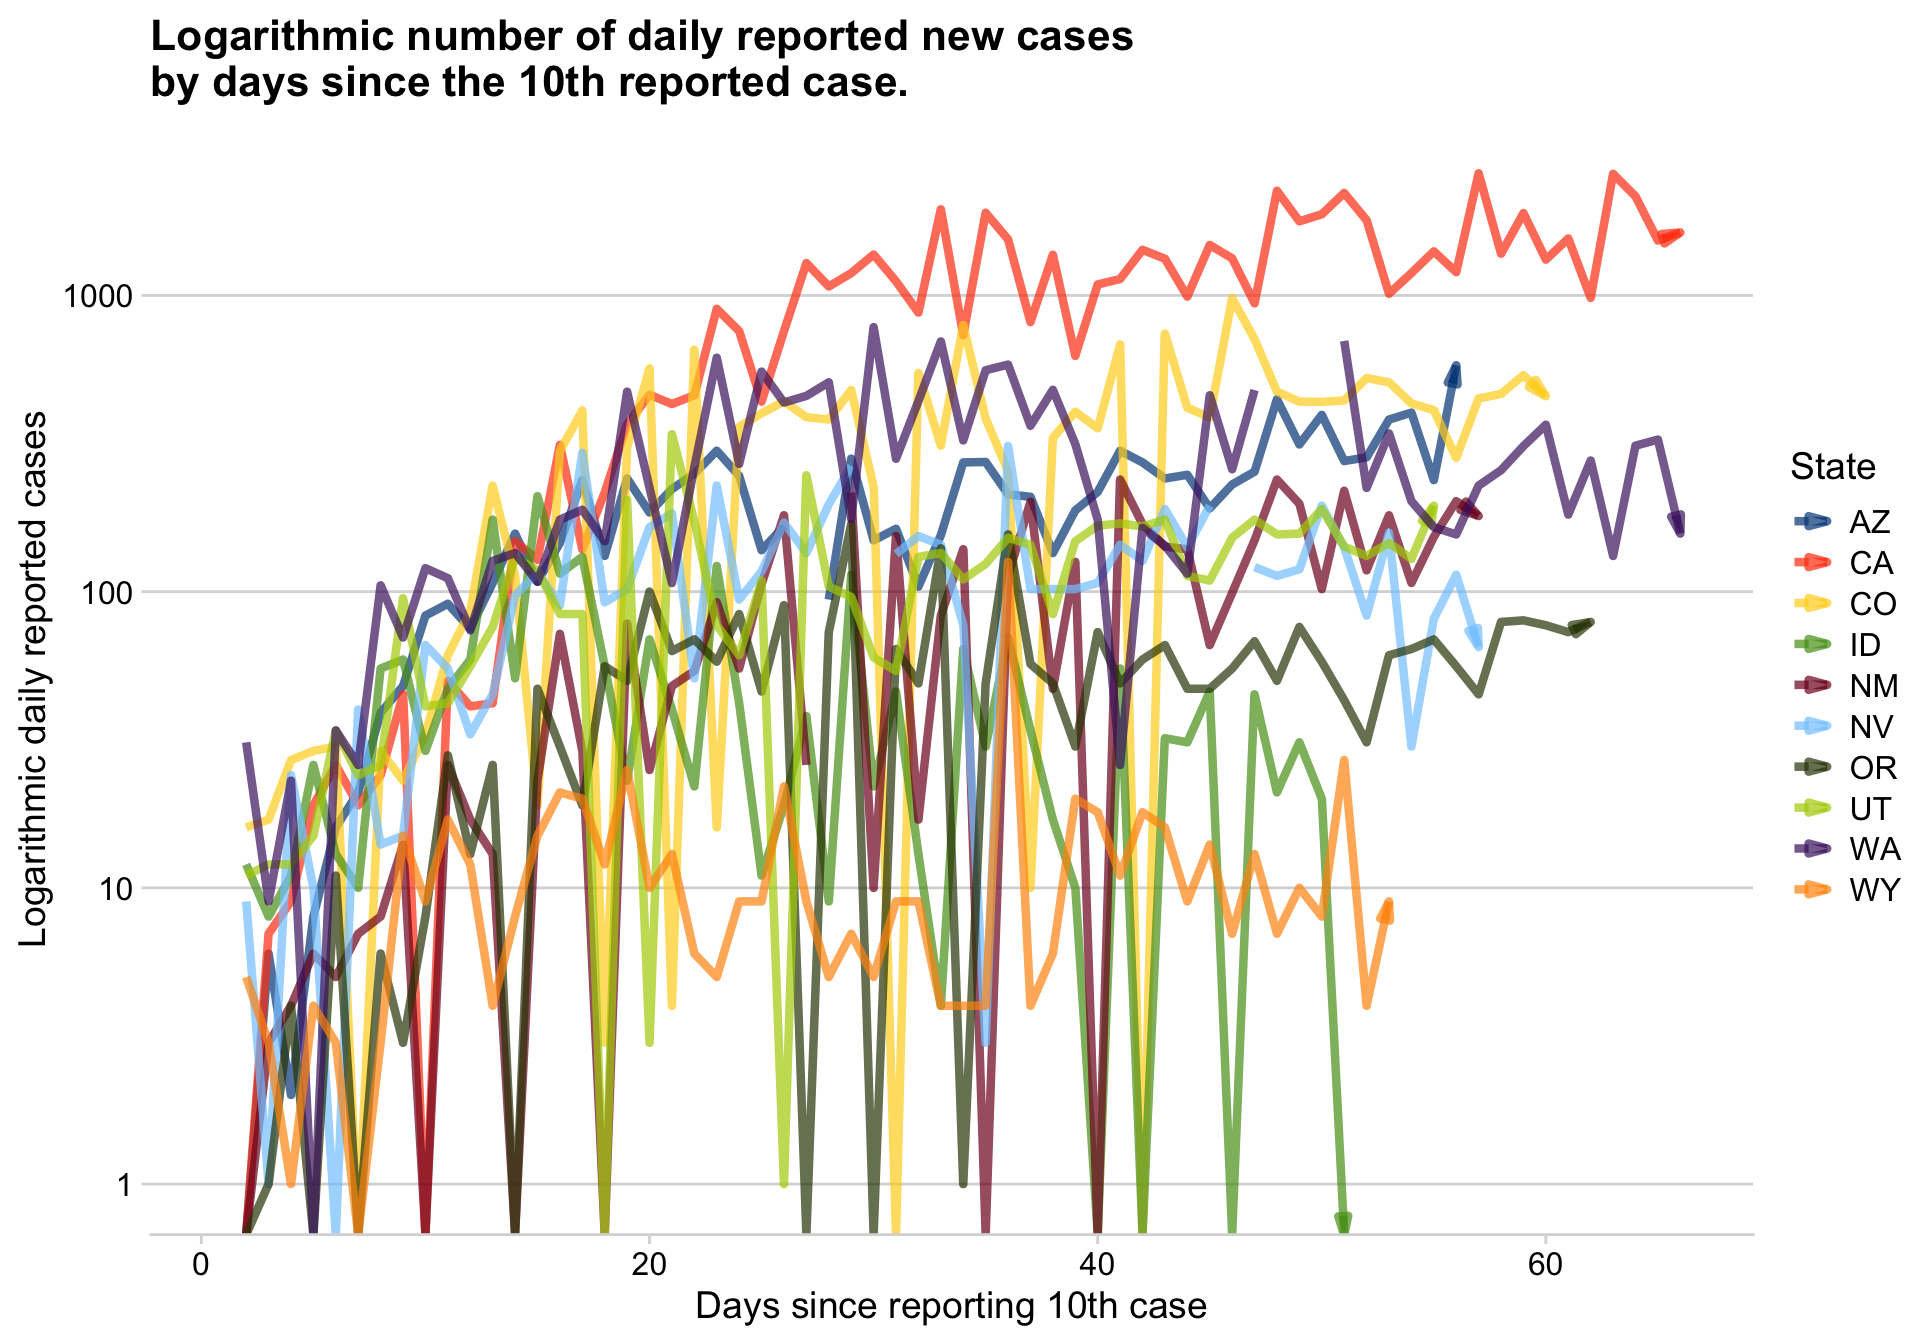 Logarithmic number of daily reported new cases
by days since the 10th reported case.
Logarithmic daily reported cases
1000
100
10
1
0
20
40
60
Days since reporting 10th case
State
AZ
CA
CO
ID
NM
NV
OR
UT
WA
WY